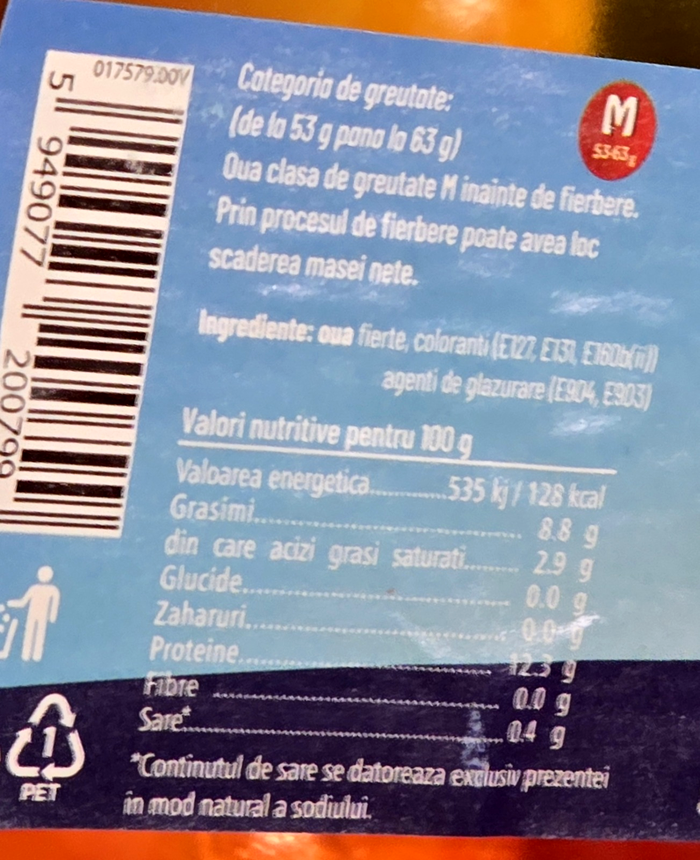 017579.00V
5 949077 200799
Categoria de greutate:
(de la 53 g pana la 63 g)
M
53-63g
Oua clasa de greutate M inainte de fierbere.
Prin procesul de fierbere poate avea loc
scaderea masei nete.
Ingrediente: oua fierte, coloranti (E127, E131, E160b(ii))
agenti de glazurare (E904, E903)
Valori nutritive pentru 100 g
Valoarea energetica............535 kj / 128 kcal
Grasimi............ 8.8 g
din care acizi grasi saturati......... 2.9 g
Glucide............ 0.0 g
Zaharuri............ 0.0 g
Proteine............ 12.3 g
Fibre ............ 0.0 g
Sare*............ 0.4 g
*Continutul de sare se datoreaza exclusiv prezentei
in mod natural a sodiului.
1
PET